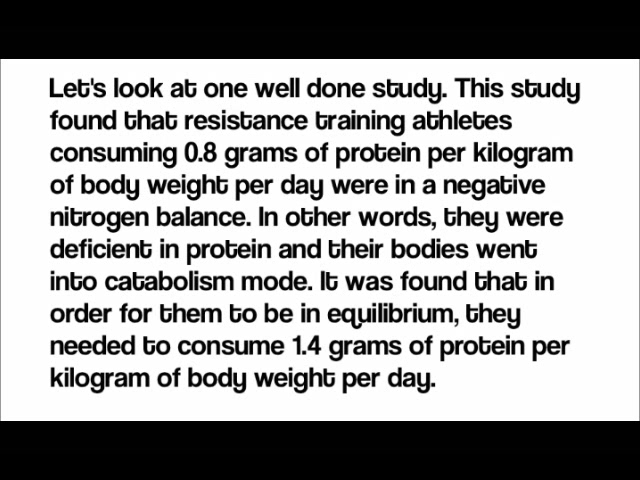 Let's look at one well done study. This study
found that resistance training athletes
consuming 0.8 grams of protein per kilogram
of body weight per day were in a negative
nitrogen balance. In other words, they were
deficient in protein and their bodies went
into catabolism mode. It was found that in
order for them to be in equilibrium, they
needed to consume 1.4 grams of protein per
kilogram of body weight per day.